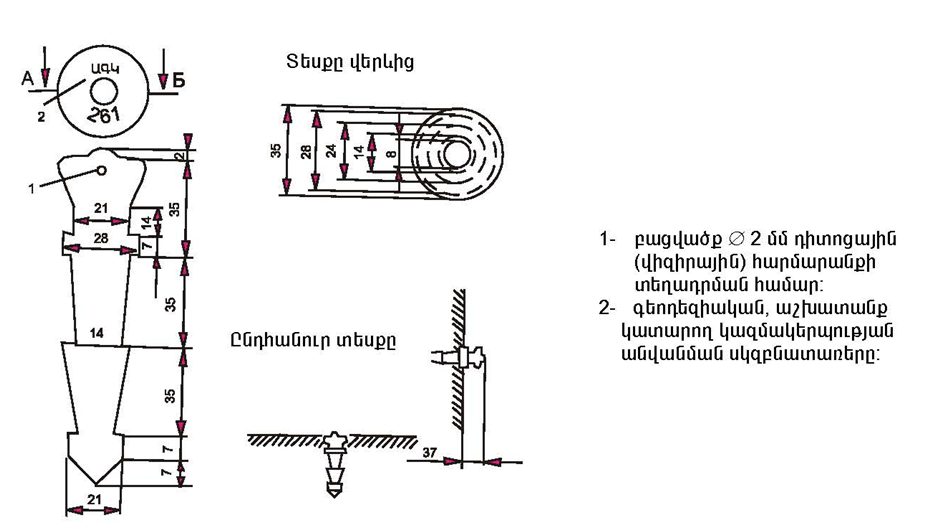 Տեսքը վերևից
ԱԳԿ
А
Б
2
261
2
35
28
24
14
8
35
1
21
14
28
7
35
14
35
7
7
21
Ընդհանուր տեսքը
37
1- բացվածք ∅ 2 մմ դիտոցային
(վիզիրային) հարմարանքի
տեղադրման համար:
2- գեոդեզիական, աշխատանք
կատարող կազմակերպության
անվանման սկզբնատառերը: